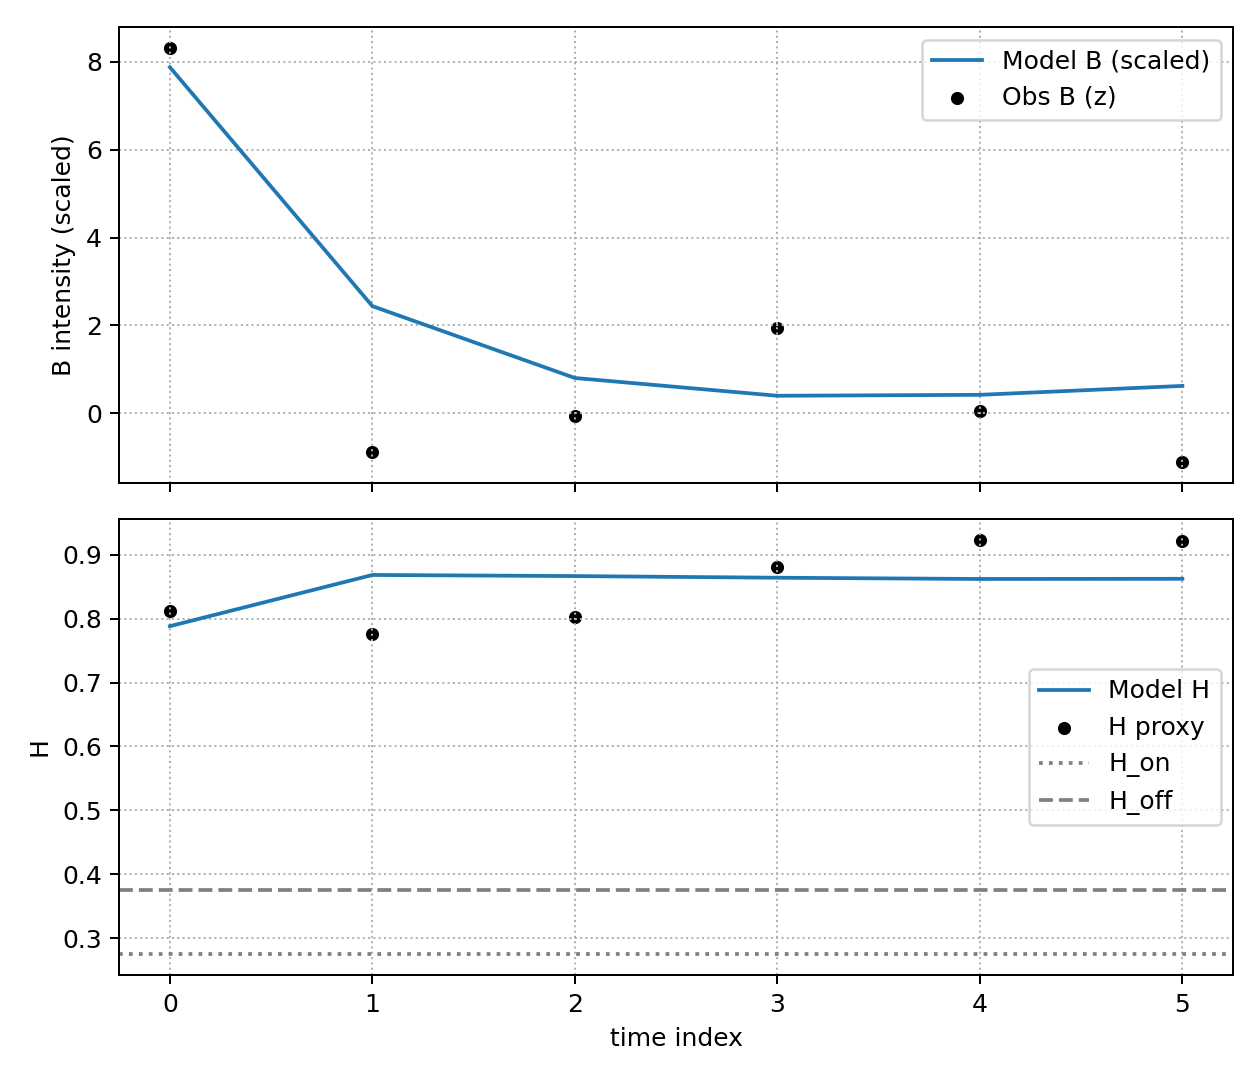 8
6
4
2
0
B intensity (scaled)
Model B (scaled)
Obs B (z)
0.9
0.8
0.7
0.6
0.5
0.4
0.3
H
Model H
H proxy
H_on
H_off
0 1 2 3 4 5
time index